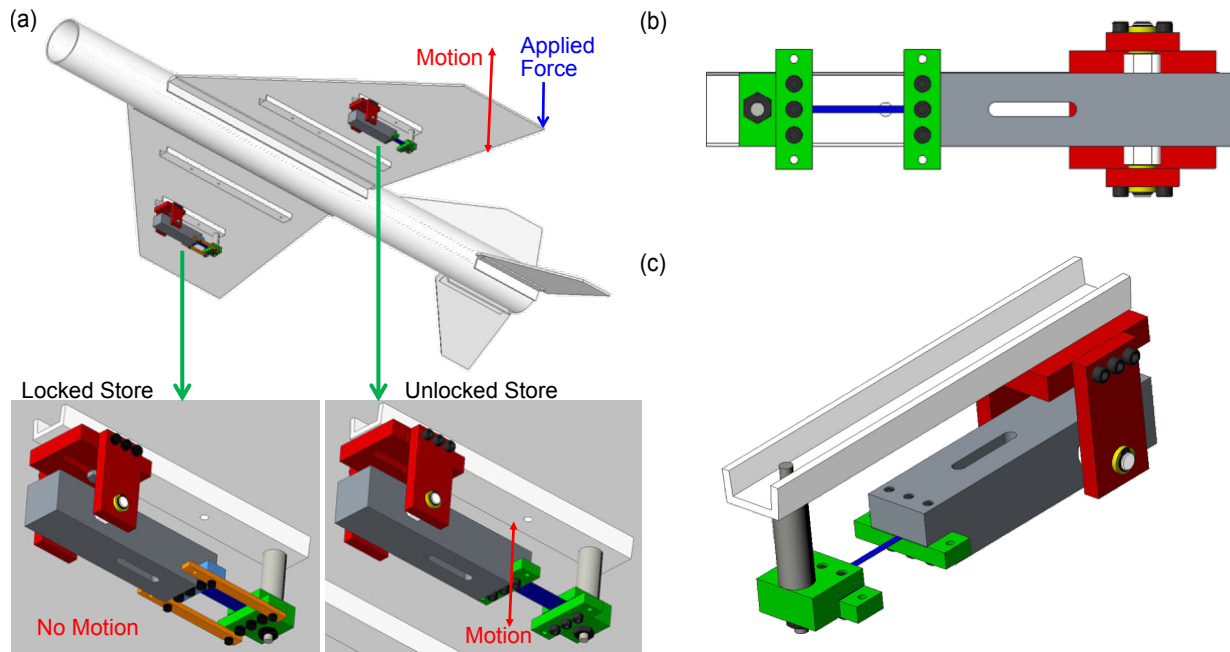 (a)
Motion
Applied
Force
Locked Store
Unlocked Store
No Motion
Motion
(b)
(c)